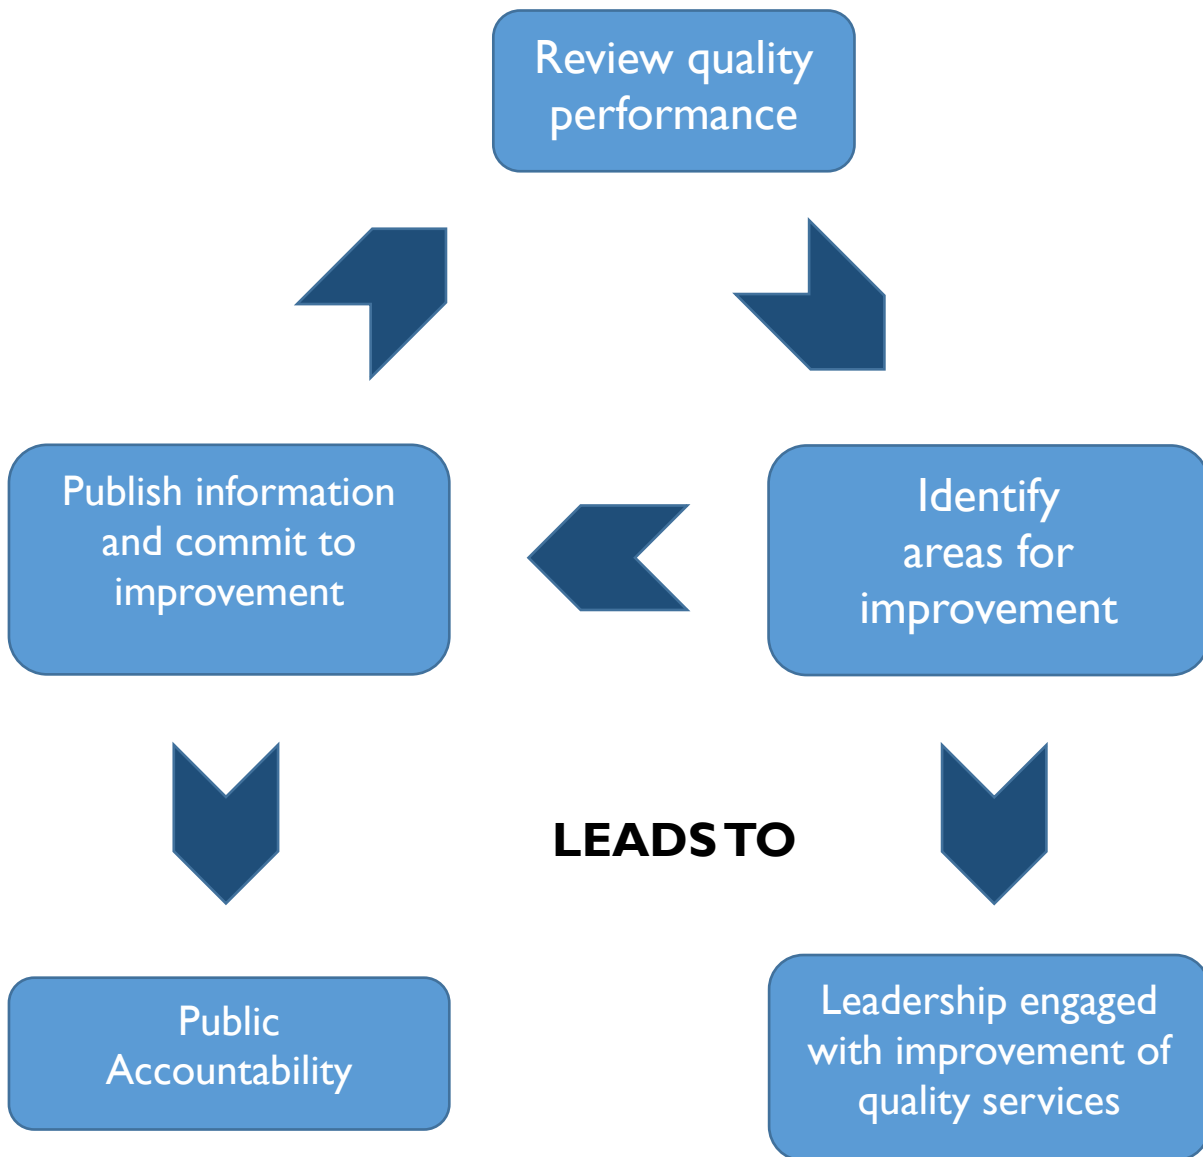 Review quality
performance
Publish information
and commit to
improvement
Identify
areas for
improvement
LEADS TO
Public
Accountability
Leadership engaged
with improvement of
quality services